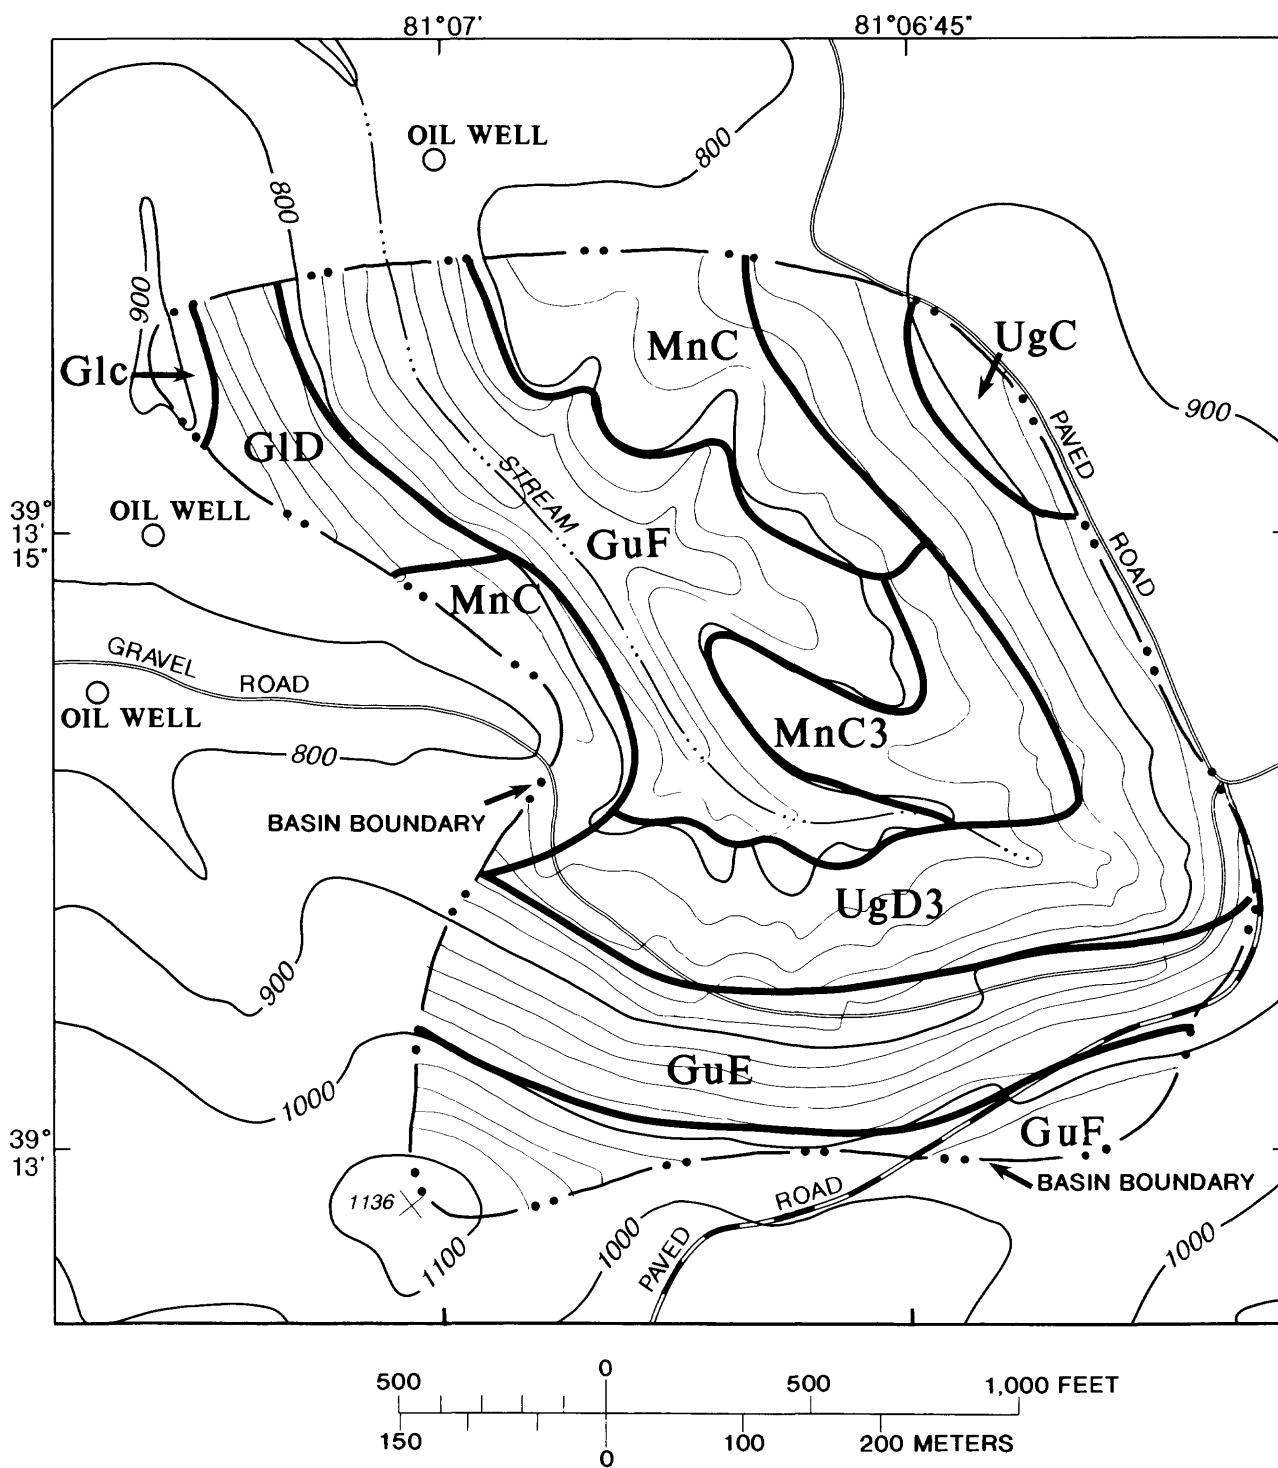 81°07'
81°06'45"
OIL WELL
800
800
900
MnC
UgC
Glc
900
PAVED
GlD
STREAM
39°
13'
15"
OIL WELL
GuF
ROAD
MnC
GRAVEL
ROAD
OIL WELL
MnC3
800
BASIN BOUNDARY
UgD3
900
GuE
1000
GuF
39°
13'
BASIN BOUNDARY
1136
ROAD
1100
1000
PAVED
1000
500
0
500
1,000 FEET
150
0
100
200 METERS